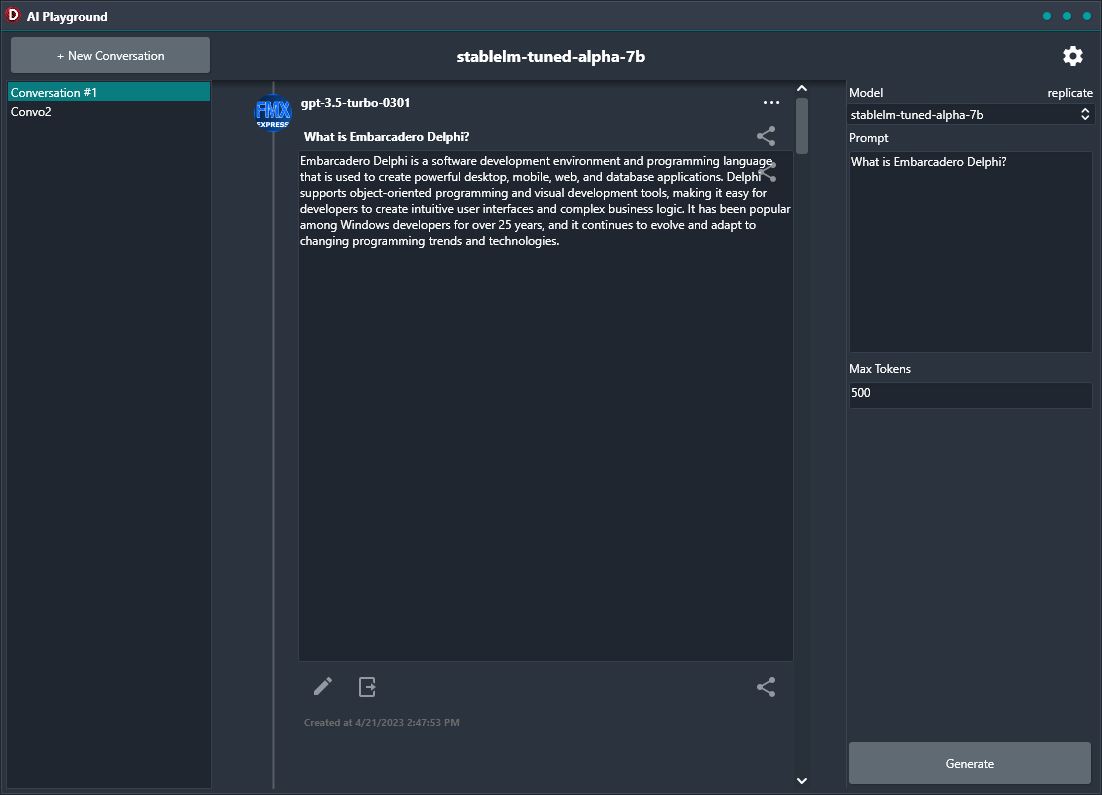 D AI Playground
+ New Conversation
stablelm-tuned-alpha-7b
Conversation #1
Convo2
FMX
EXPRESS
gpt-3.5-turbo-0301
What is Embarcadero Delphi?
Embarcadero Delphi is a software development environment and programming language
that is used to create powerful desktop, mobile, web, and database applications. Delphi
supports object-oriented programming and visual development tools, making it easy for
developers to create intuitive user interfaces and complex business logic. It has been popular
among Windows developers for over 25 years, and it continues to evolve and adapt to
changing programming trends and technologies.
Created at 4/21/2023 2:47:53 PM
Model replicate
stablelm-tuned-alpha-7b
Prompt
What is Embarcadero Delphi?
Max Tokens
500
Generate